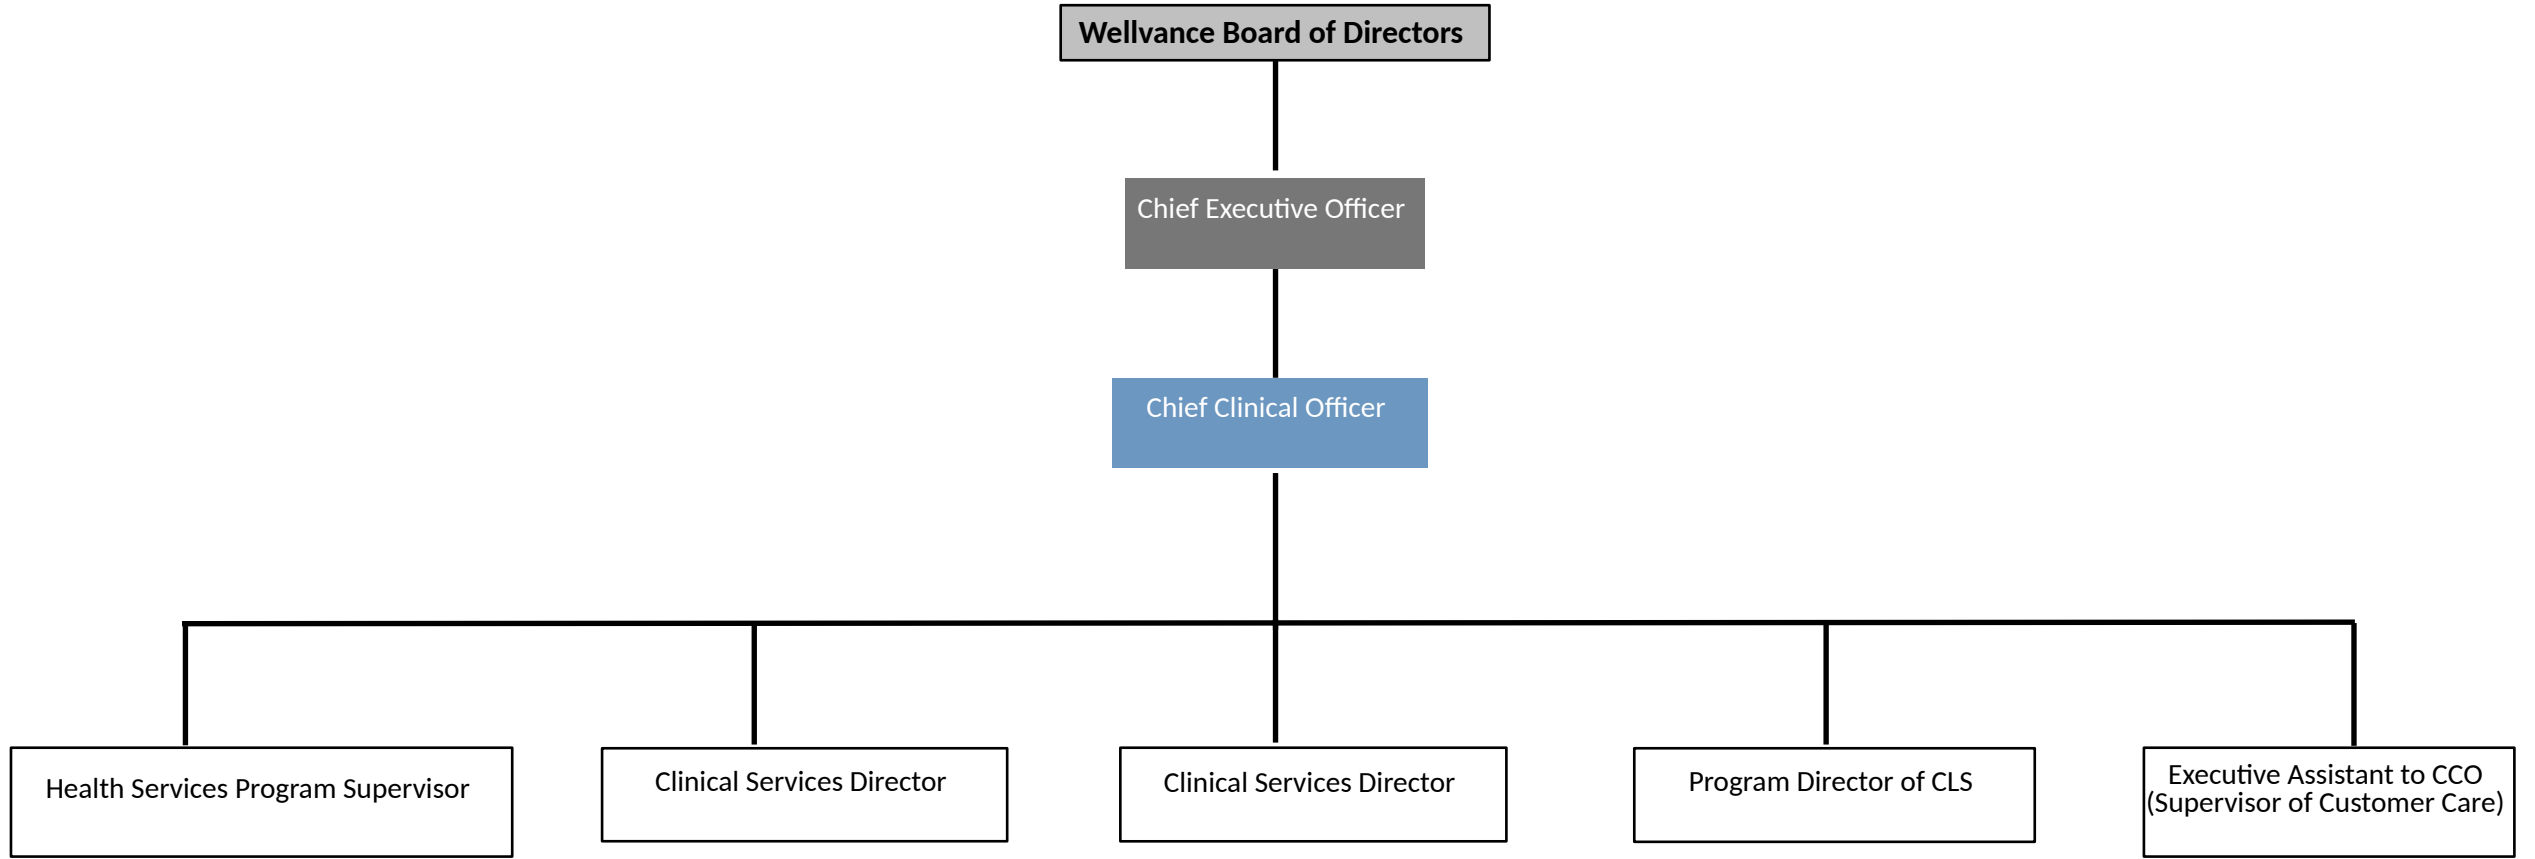 Wellvance Board of Directors
Chief Executive Officer
Chief Clinical Officer
Health Services Program Supervisor
Clinical Services Director
Clinical Services Director
Program Director of CLS
Executive Assistant to CCO
(Supervisor of Customer Care)